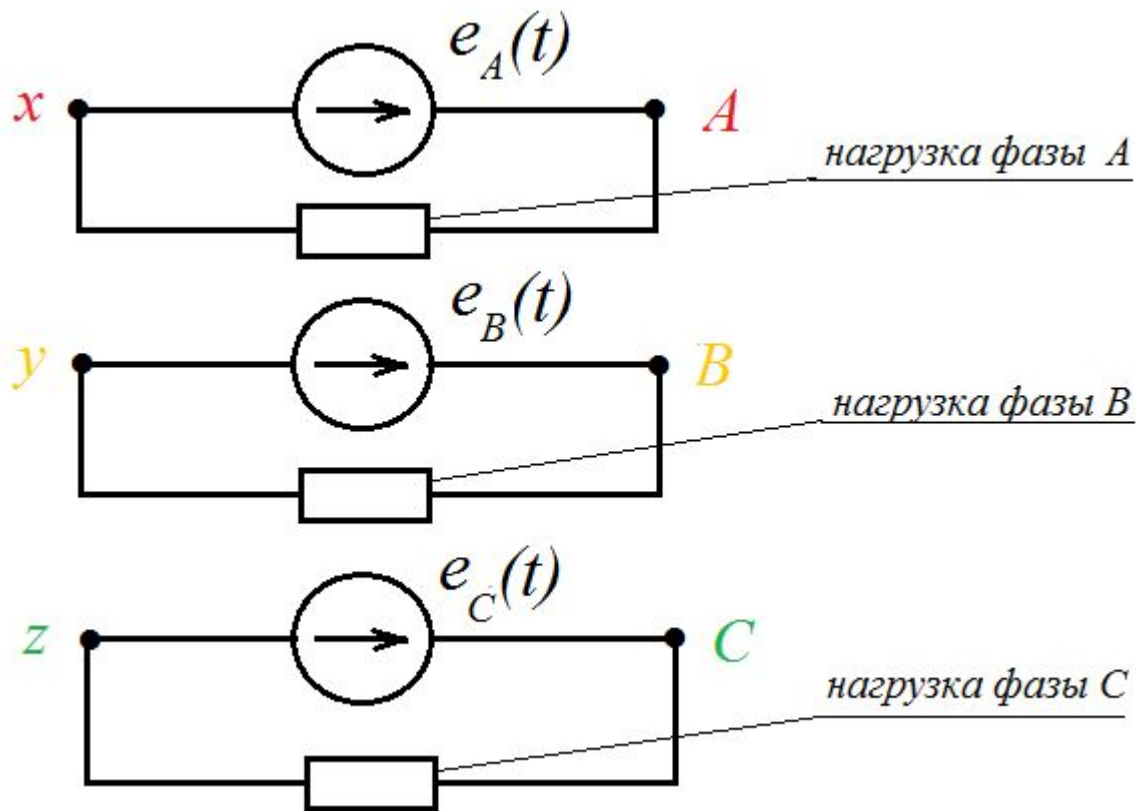 e_A(t)
x A
нагрузка фазы A
e_B(t)
y B
нагрузка фазы B
e_C(t)
z C
нагрузка фазы C